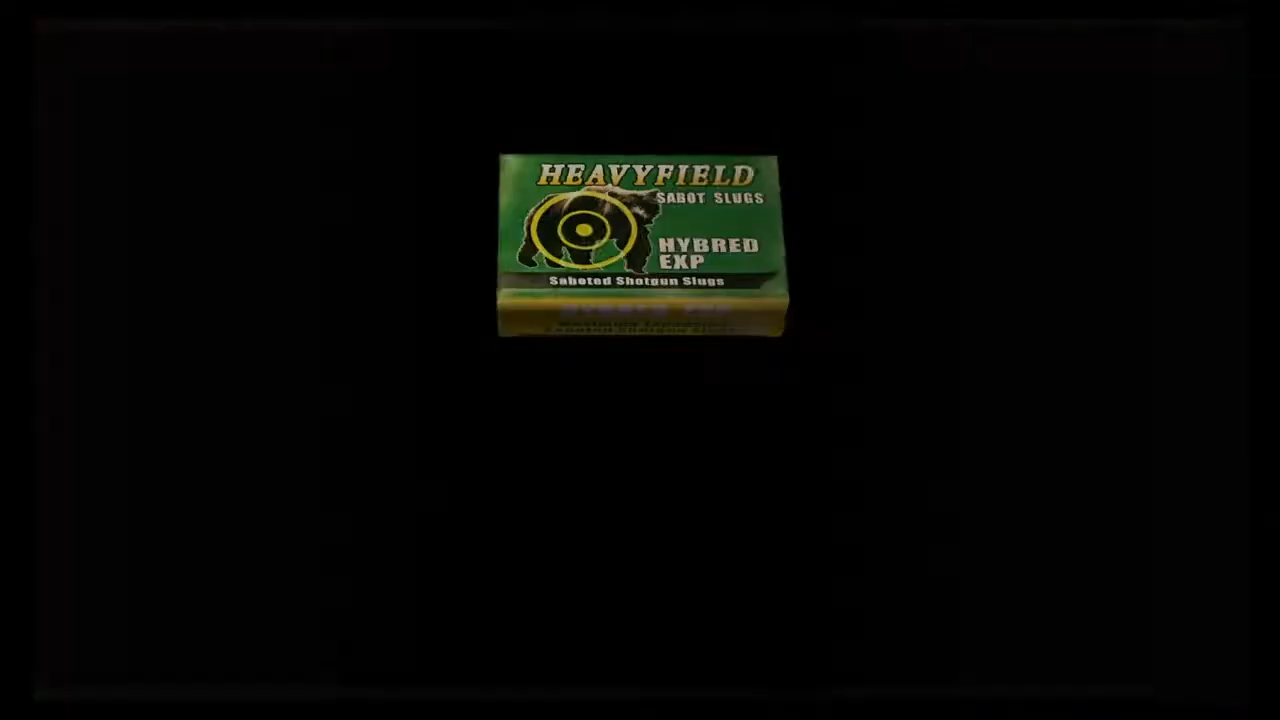 HEAVYFIELD
SABOT SLUGS
HYBRED
EXP
Saboted Shotgun Slugs